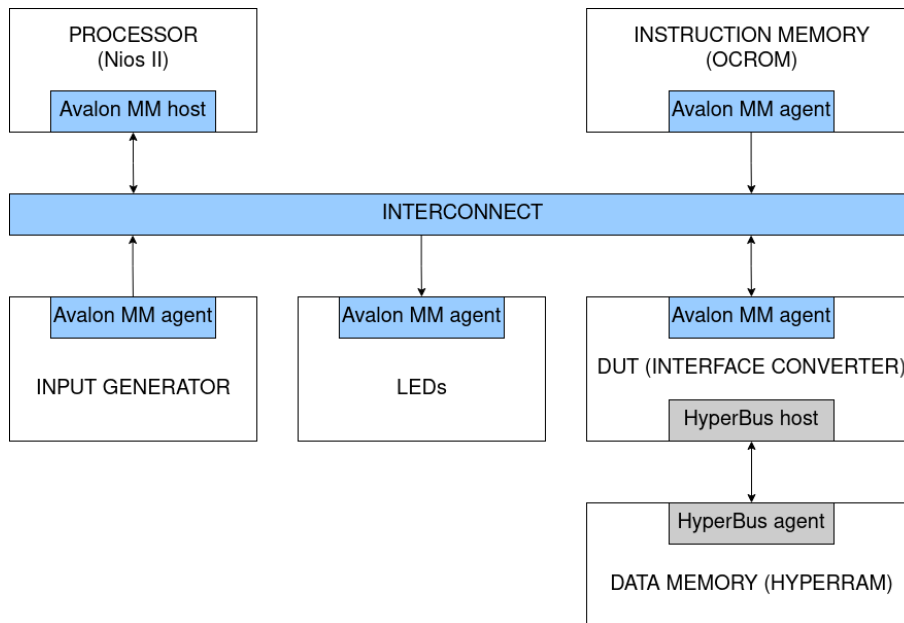 PROCESSOR
(Nios II)
Avalon MM host
INSTRUCTION MEMORY
(OCROM)
Avalon MM agent
INTERCONNECT
Avalon MM agent
INPUT GENERATOR
Avalon MM agent
LEDs
Avalon MM agent
DUT (INTERFACE CONVERTER)
HyperBus host
HyperBus agent
DATA MEMORY (HYPERRAM)